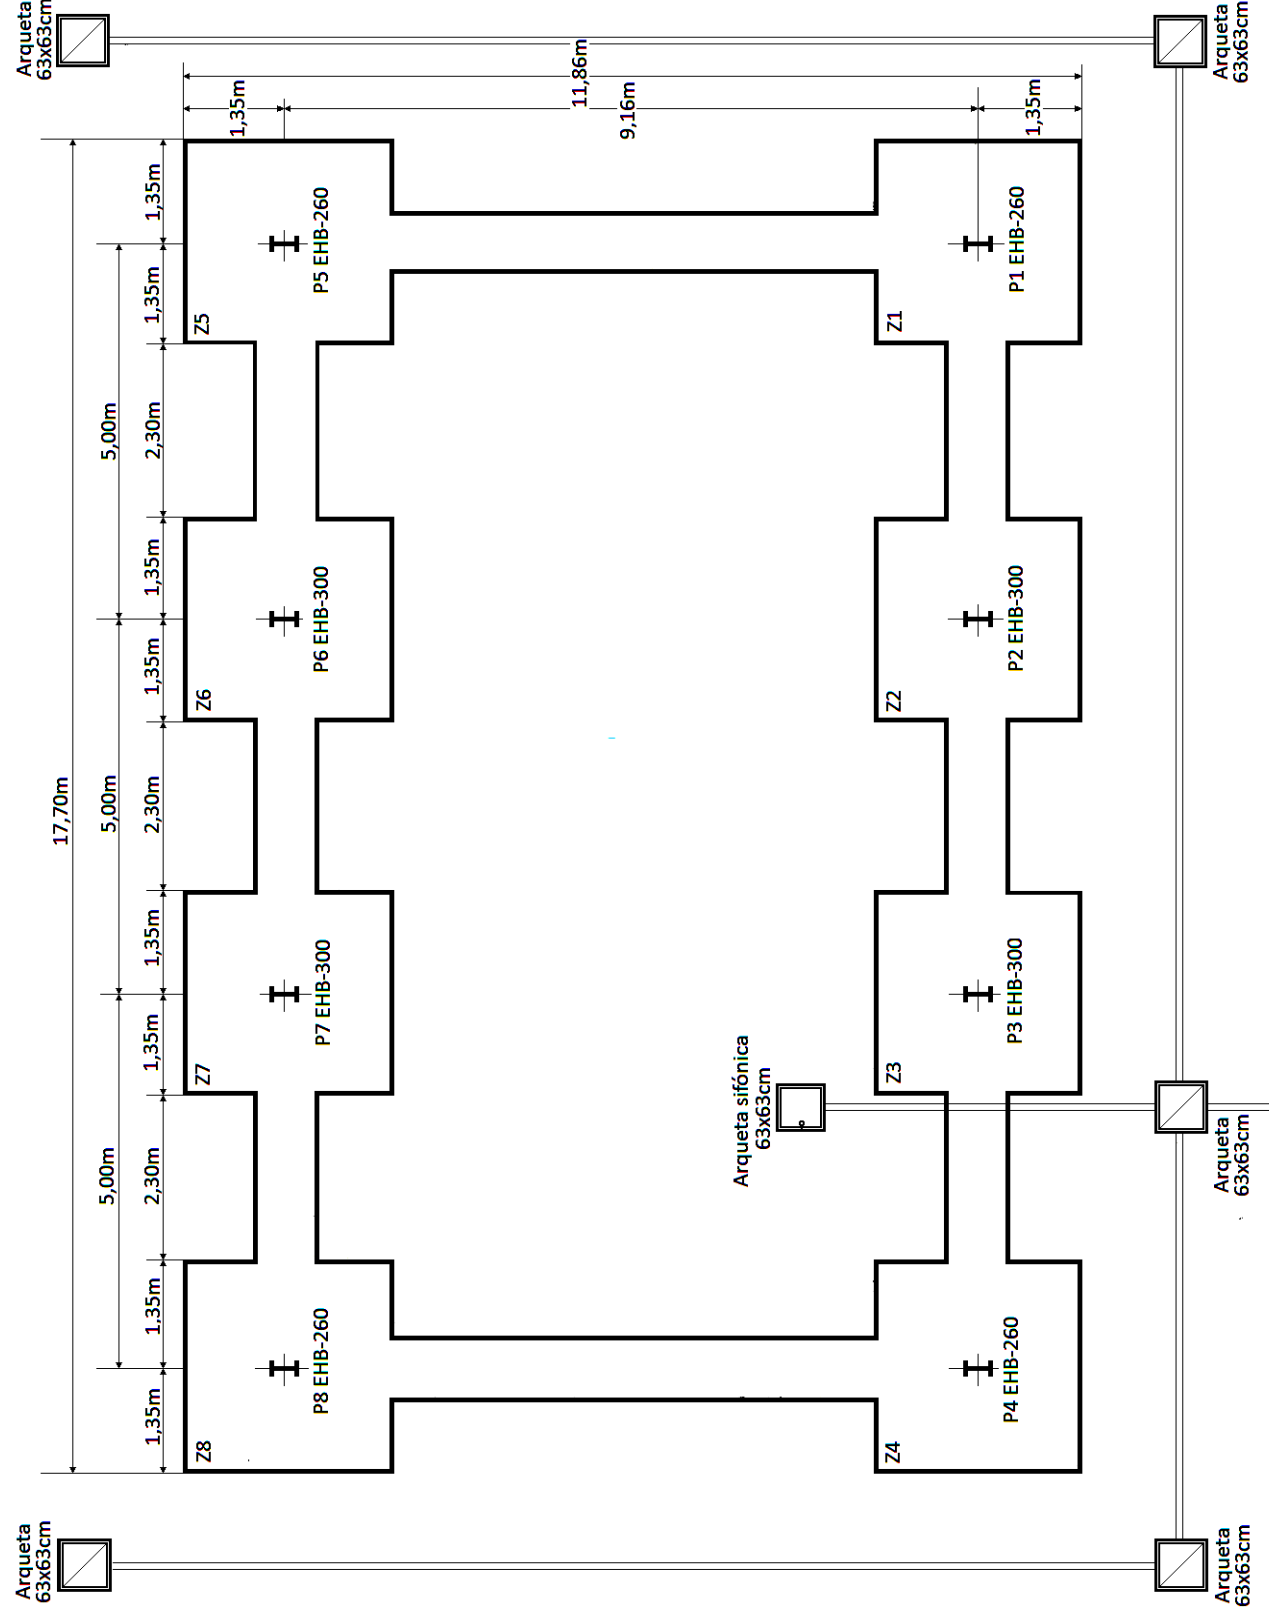 Arqueta
63x63cm
Arqueta
63x63cm
11,86m
1,35m
9,16m
1,35m
17,70m
5,00m
5,00m
5,00m
1,35m
1,35m
2,30m
1,35m
1,35m
2,30m
1,35m
1,35m
2,30m
1,35m
1,35m
Z5
P5 EHB-260
Z1
P1 EHB-260
Z6
P6 EHB-300
Z2
P2 EHB-300
Z7
P7 EHB-300
Z3
P3 EHB-300
Arqueta sifónica
63x63cm
Arqueta
63x63cm
Z8
P8 EHB-260
Z4
P4 EHB-260
Arqueta
63x63cm
Arqueta
63x63cm